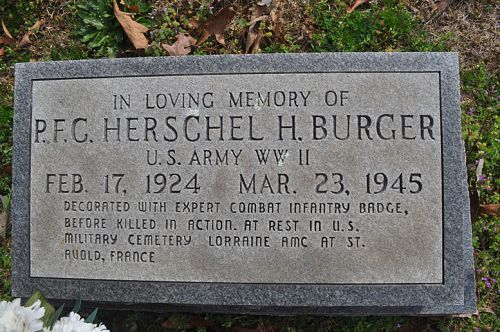 IN LOVING MEMORY OF
P.F.C. HERSCHEL H. BURGER
U.S. ARMY WW II
FEB. 17, 1924 MAR. 23, 1945
DECORATED WITH EXPERT COMBAT INFANTRY BADGE,
BEFORE KILLED IN ACTION. AT REST IN U.S.
MILITARY CEMETERY LORRAINE AMC AT ST.
AVOLD, FRANCE